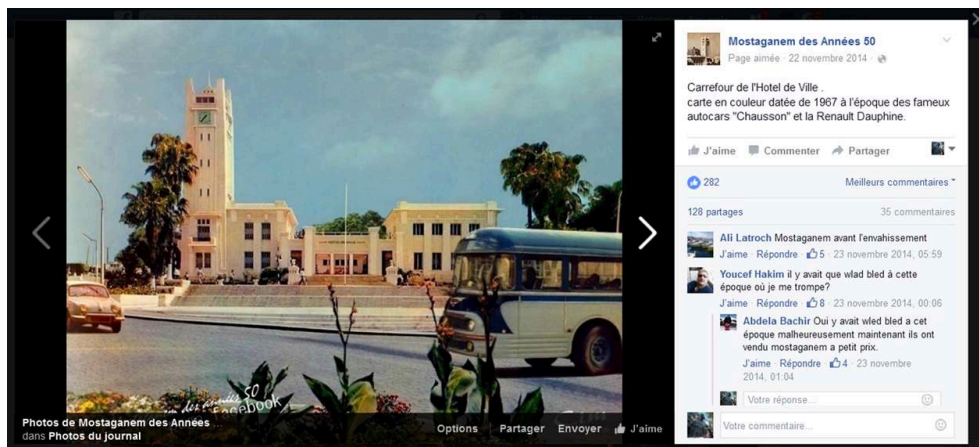 Mostaganem des Années 50
Page aimée · 22 novembre 2014 ·
Carrefour de l'Hotel de Ville .
carte en couleur datée de 1967 à l'époque des fameux
autocars "Chausson" et la Renault Dauphine.
J'aime Commenter Partager
282 Meilleurs commentaires
128 partages 35 commentaires
Ali Latroch Mostaganem avant l'envahissement
J'aime · Répondre · 5 · 23 novembre 2014, 05:59
Youcef Hakim il y avait que wlad bled à cette
époque où je me trompe?
J'aime · Répondre · 8 · 23 novembre 2014, 00:06
Abdela Bachir Oui y avait wled bled a cet
époque malheureusement maintenant ils ont
vendu mostaganem a petit prix.
J'aime · Répondre · 4 · 23 novembre
2014, 01:04
Votre réponse...
Votre commentaire...
des années 50
facebook
Photos de Mostaganem des Années ...
dans Photos du journal
Options Partager Envoyer J'aime